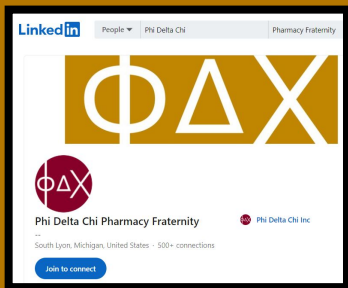 Linked in
People Phi Delta Chi Pharmacy Fraternity
ΦΔΧ
ΦΔΧ
Phi Delta Chi Pharmacy Fraternity
--
Phi Delta Chi Inc
South Lyon, Michigan, United States · 500+ connections
Join to connect